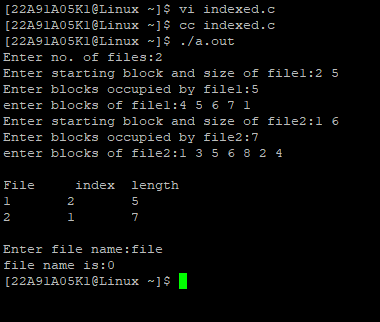 [22A91A05K1@Linux ~]$ vi indexed.c
[22A91A05K1@Linux ~]$ cc indexed.c
[22A91A05K1@Linux ~]$ ./a.out
Enter no. of files:2
Enter starting block and size of file1:2 5
Enter blocks occupied by file1:5
enter blocks of file1:4 5 6 7 1
Enter starting block and size of file2:1 6
Enter blocks occupied by file2:7
enter blocks of file2:1 3 5 6 8 2 4
File index length
1 2 5
2 1 7
Enter file name:file
file name is:0
[22A91A05K1@Linux ~]$